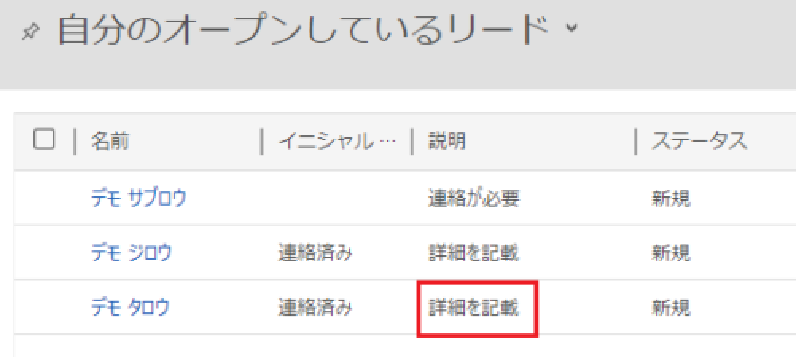 自分のオープンしているリード
名前 イニシャル … 説明 ステータス
デモ サブロウ 連絡が必要 新規
デモ ジロウ 連絡済み 詳細を記載 新規
デモ タロウ 連絡済み 詳細を記載 新規